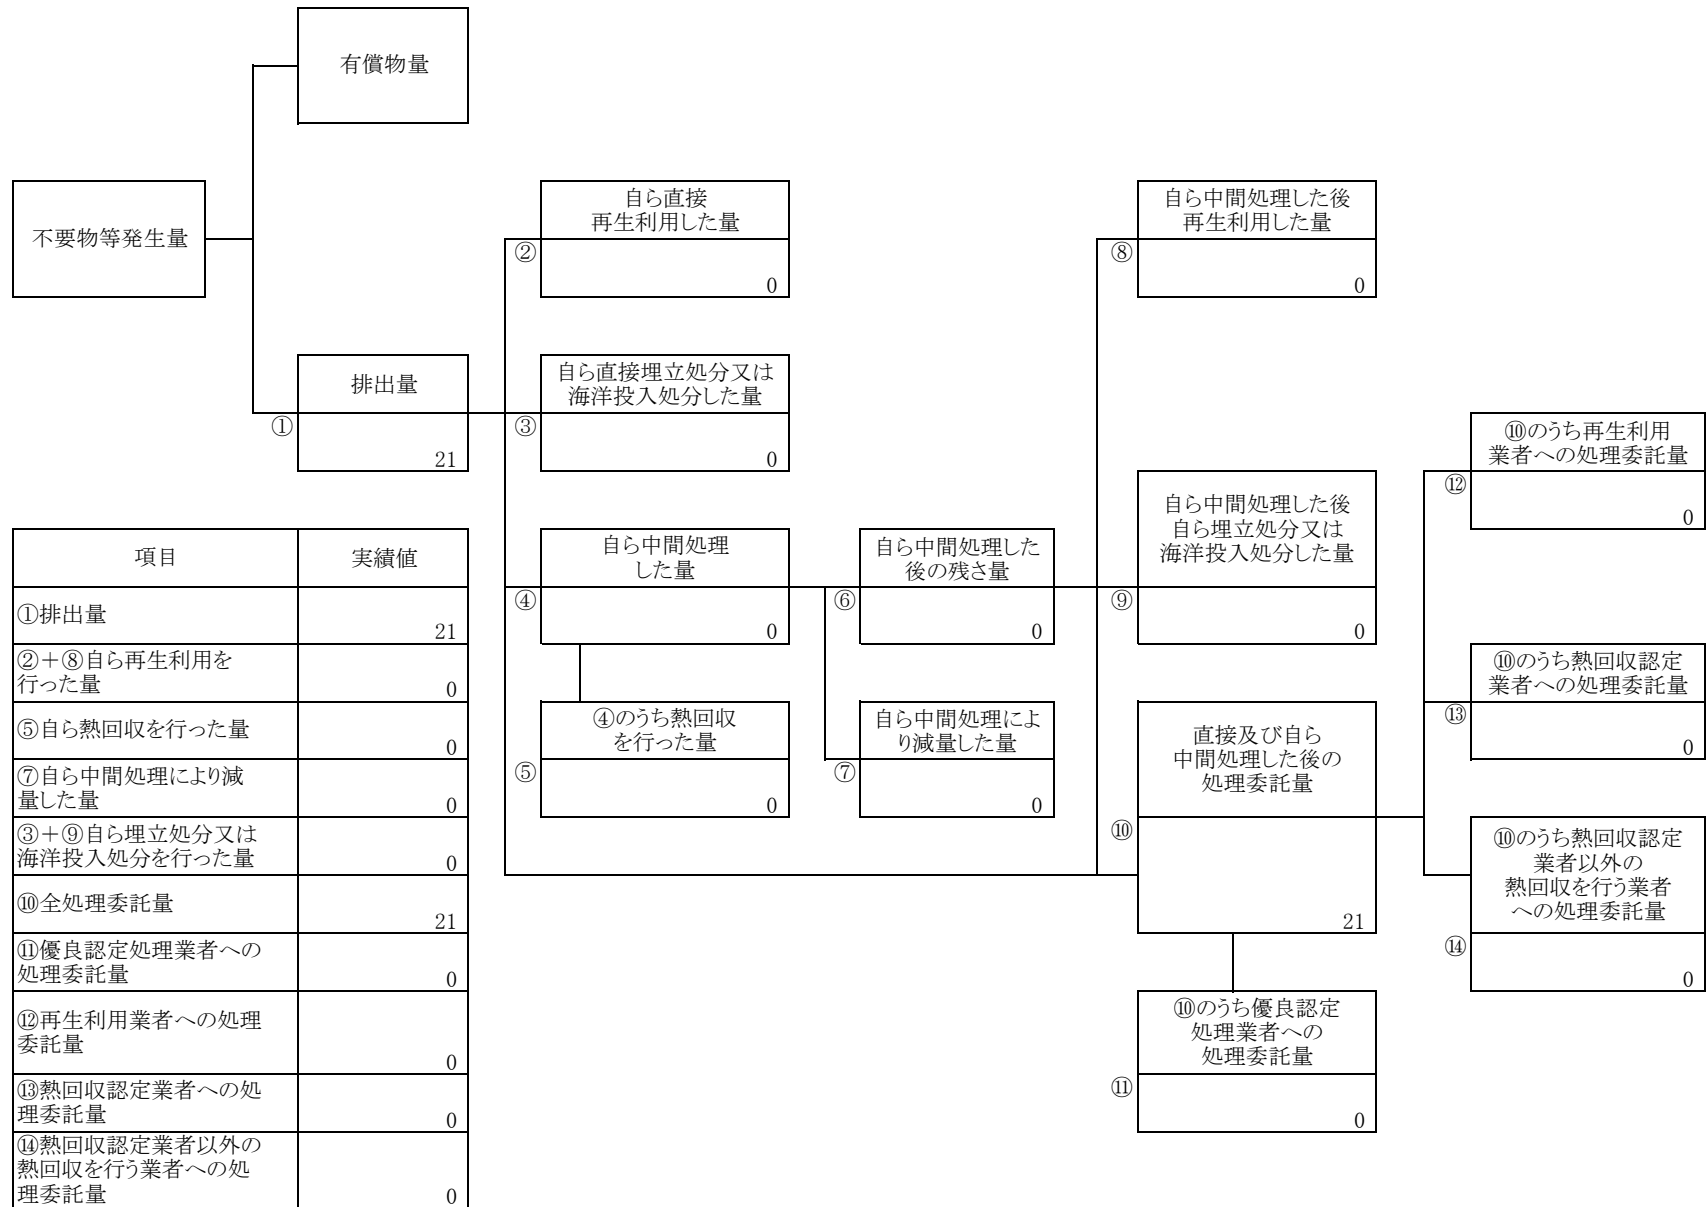 有償物量
不要物等発生量
自ら直接
再生利用した量
②
0
自ら中間処理した後
再生利用した量
⑧
0
排出量
①
21
自ら直接埋立処分又は
海洋投入処分した量
③
0
⑩のうち再生利用
業者への処理委託量
⑫
0
自ら中間処理
した量
④
0
自ら中間処理した
後の残さ量
⑥
0
自ら中間処理した後
自ら埋立処分又は
海洋投入処分した量
⑨
0
⑩のうち熱回収認定
業者への処理委託量
⑬
0
④のうち熱回収
を行った量
⑤
0
自ら中間処理によ
り減量した量
⑦
0
直接及び自ら
中間処理した後の
処理委託量
⑩
21
⑩のうち熱回収認定
業者以外の
熱回収を行う業者
への処理委託量
⑭
0
⑩のうち優良認定
処理業者への
処理委託量
⑪
0
項目 実績値
①排出量
21
②+⑧自ら再生利用を
行った量
0
⑤自ら熱回収を行った量
0
⑦自ら中間処理により減
量した量
0
③+⑨自ら埋立処分又は
海洋投入処分を行った量
0
⑩全処理委託量
21
⑪優良認定処理業者への
処理委託量
0
⑫再生利用業者への処理
委託量
0
⑬熱回収認定業者への処
理委託量
0
⑭熱回収認定業者以外の
熱回収を行う業者への処
理委託量
0